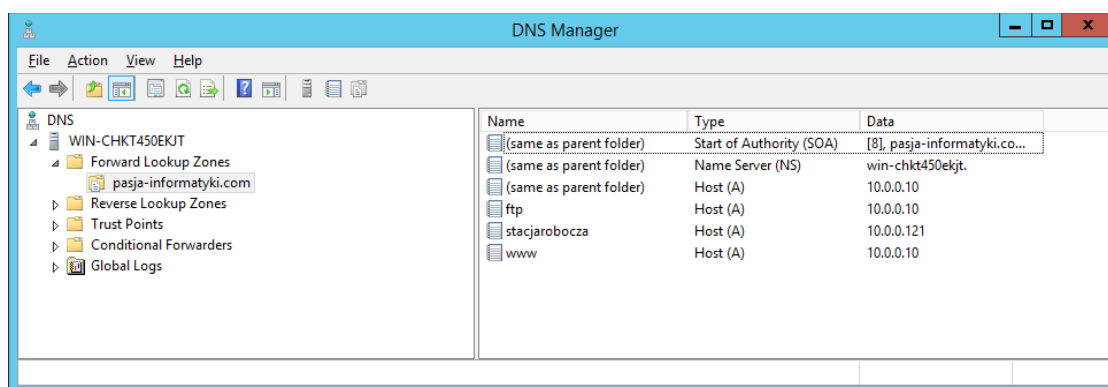 DNS Manager
File Action View Help
DNS
WIN-CHKT450EKJT
Forward Lookup Zones
pasja-informatyki.com
Reverse Lookup Zones
Trust Points
Conditional Forwarders
Global Logs
Name Type Data
(same as parent folder) Start of Authority (SOA) [8], pasja-informatyki.co...
(same as parent folder) Name Server (NS) win-chkt450ekjt.
(same as parent folder) Host (A) 10.0.0.10
ftp Host (A) 10.0.0.10
stacjarobocza Host (A) 10.0.0.121
www Host (A) 10.0.0.10